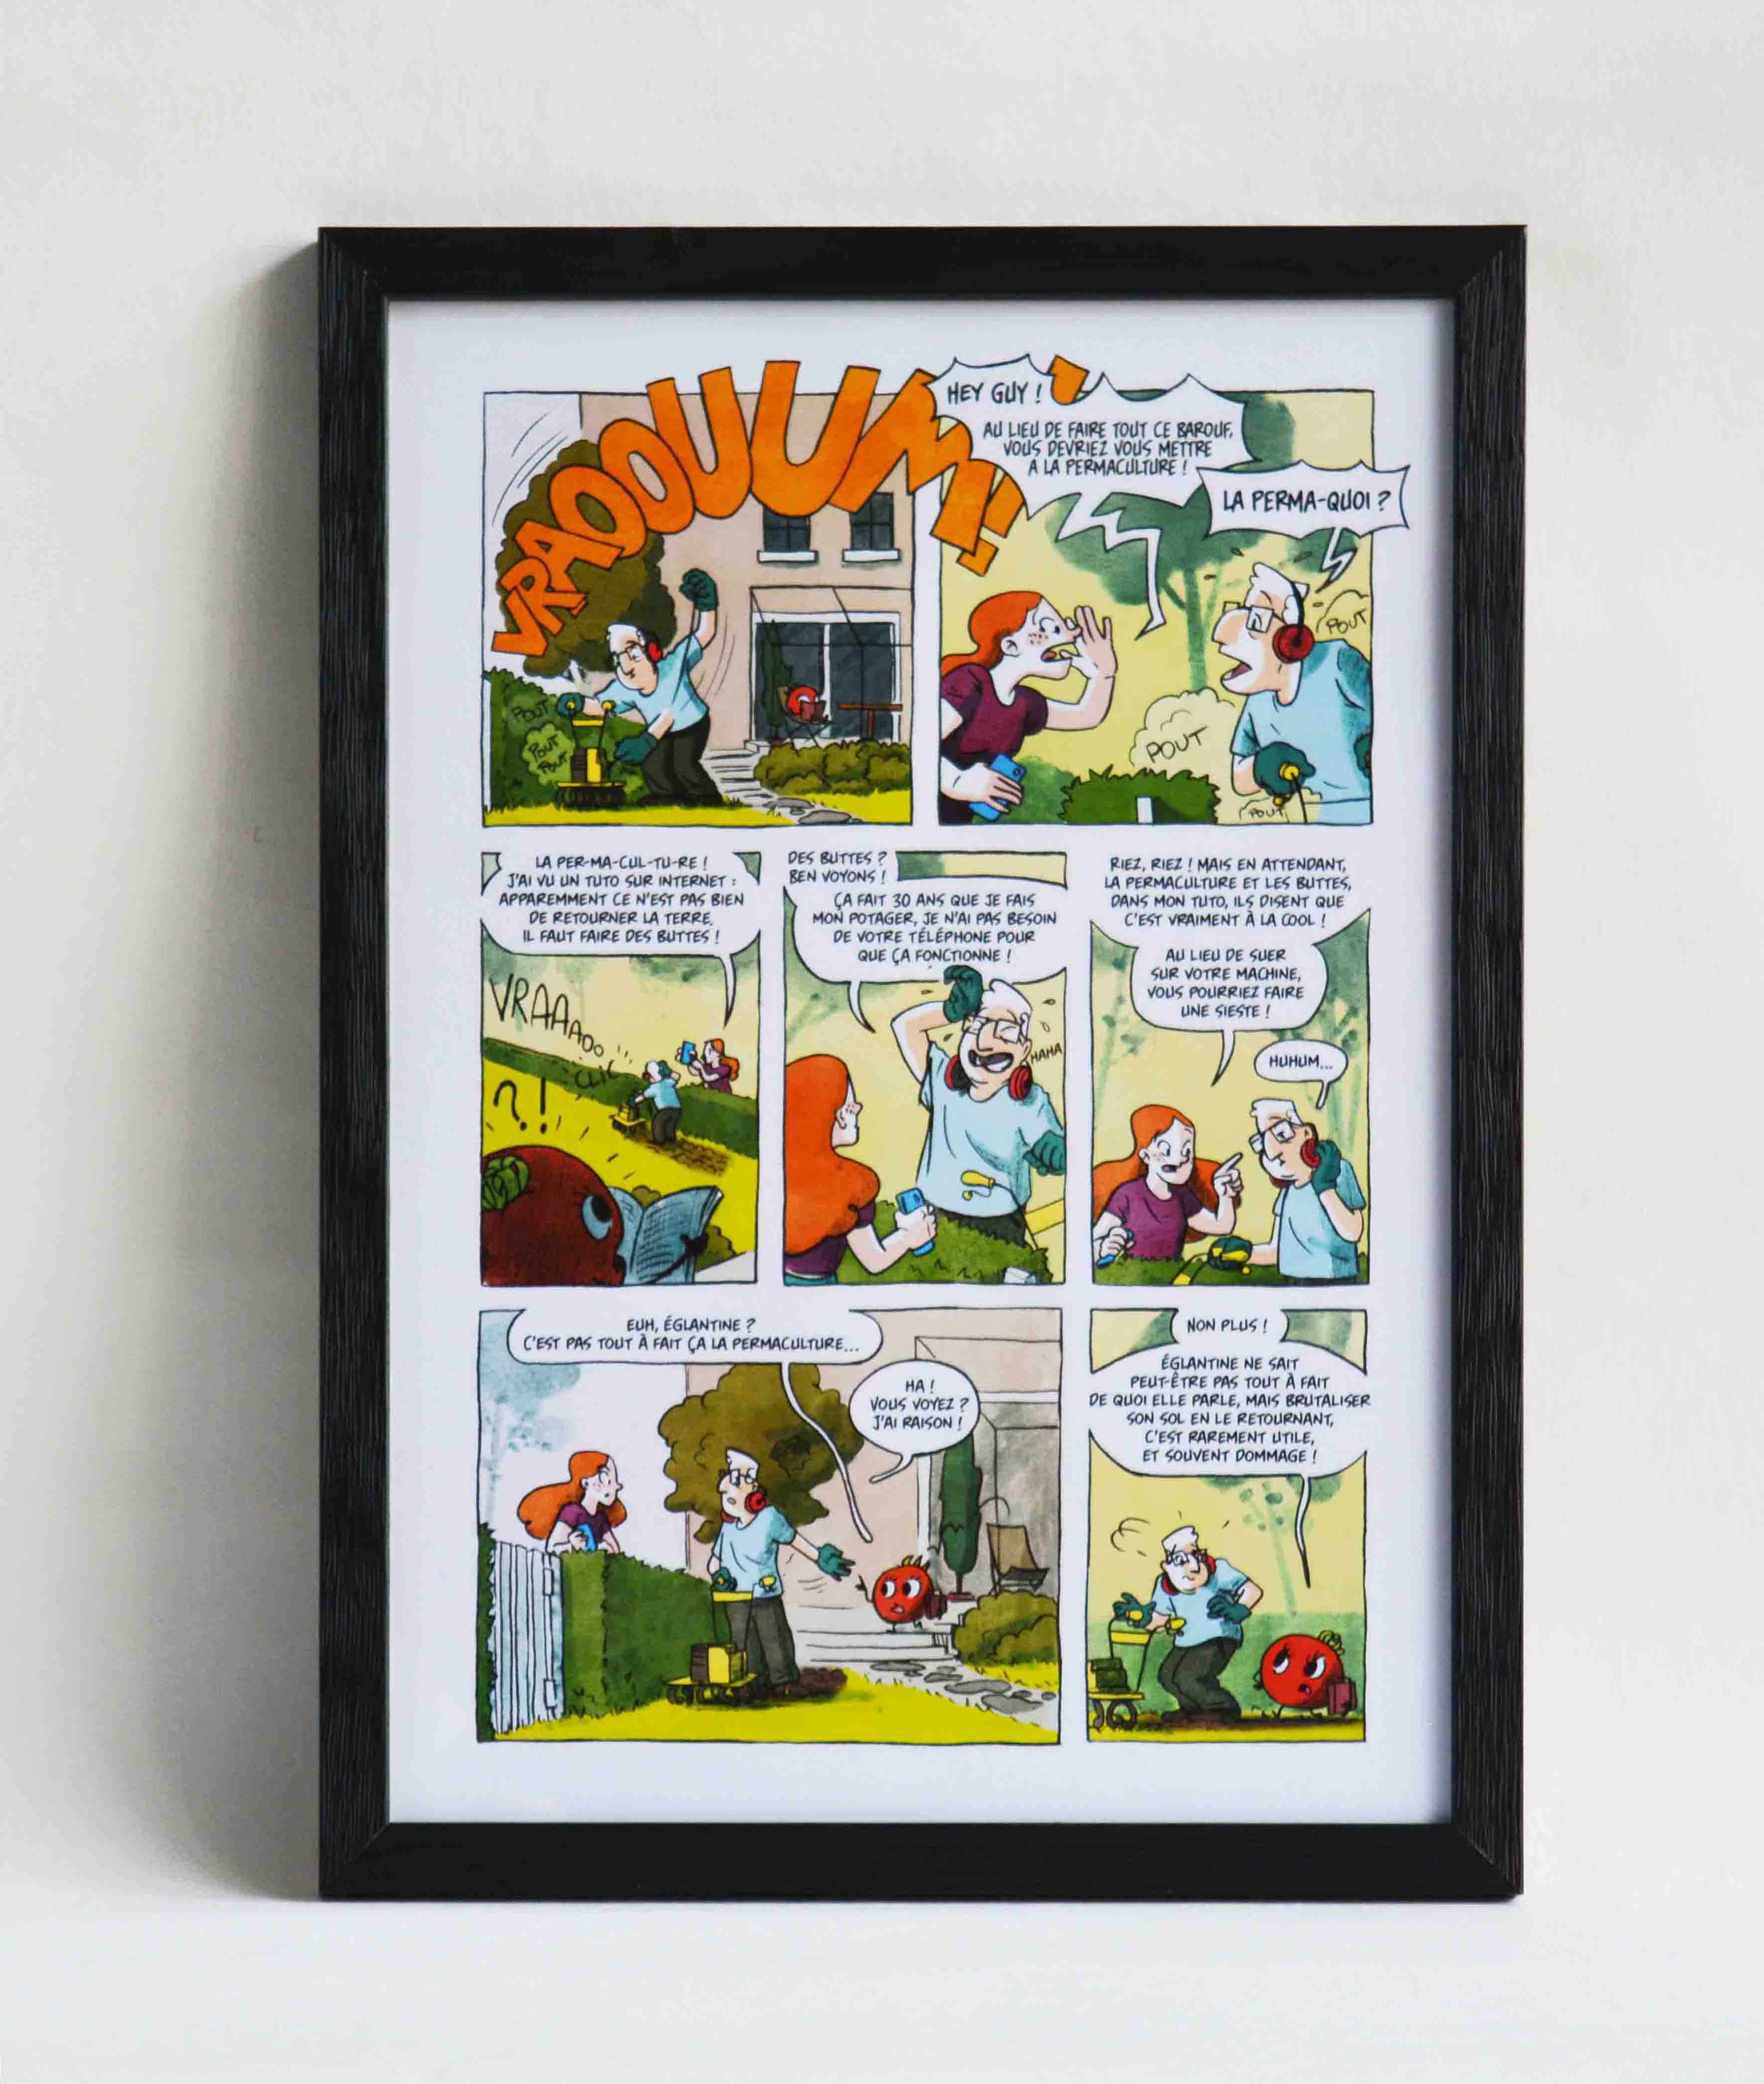 VRAOOUUUM!!
POUT
POUT
POUT
HEY GUY !
AU LIEU DE FAIRE TOUT CE BAROUF,
VOUS DEVRIEZ VOUS METTRE
A LA PERMACULTURE !
LA PERMA-QUOI ?
POUT
POUT
POUT
LA PER-MA-CUL-TU-RE !
J'AI VU UN TUTO SUR INTERNET :
APPAREMMENT CE N'EST PAS BIEN
DE RETOURNER LA TERRE.
IL FAUT FAIRE DES BUTTES !
VRAAAAOO
CLIC
?!
DES BUTTES ?
BEN VOYONS !
ÇA FAIT 30 ANS QUE JE FAIS
MON POTAGER, JE N'AI PAS BESOIN
DE VOTRE TÉLÉPHONE POUR
QUE ÇA FONCTIONNE !
HAHA
RIEZ, RIEZ ! MAIS EN ATTENDANT,
LA PERMACULTURE ET LES BUTTES,
DANS MON TUTO, ILS DISENT QUE
C'EST VRAIMENT À LA COOL !
AU LIEU DE SUER
SUR VOTRE MACHINE,
VOUS POURRIEZ FAIRE
UNE SIESTE !
HUHUM...
EUH, ÉGLANTINE ?
C'EST PAS TOUT À FAIT ÇA LA PERMACULTURE...
HA !
VOUS VOYEZ ?
J'AI RAISON !
NON PLUS !
ÉGLANTINE NE SAIT
PEUT-ÊTRE PAS TOUT À FAIT
DE QUOI ELLE PARLE, MAIS BRUTALISER
SON SOL EN LE RETOURNANT,
C'EST RAREMENT UTILE,
ET SOUVENT DOMMAGE !